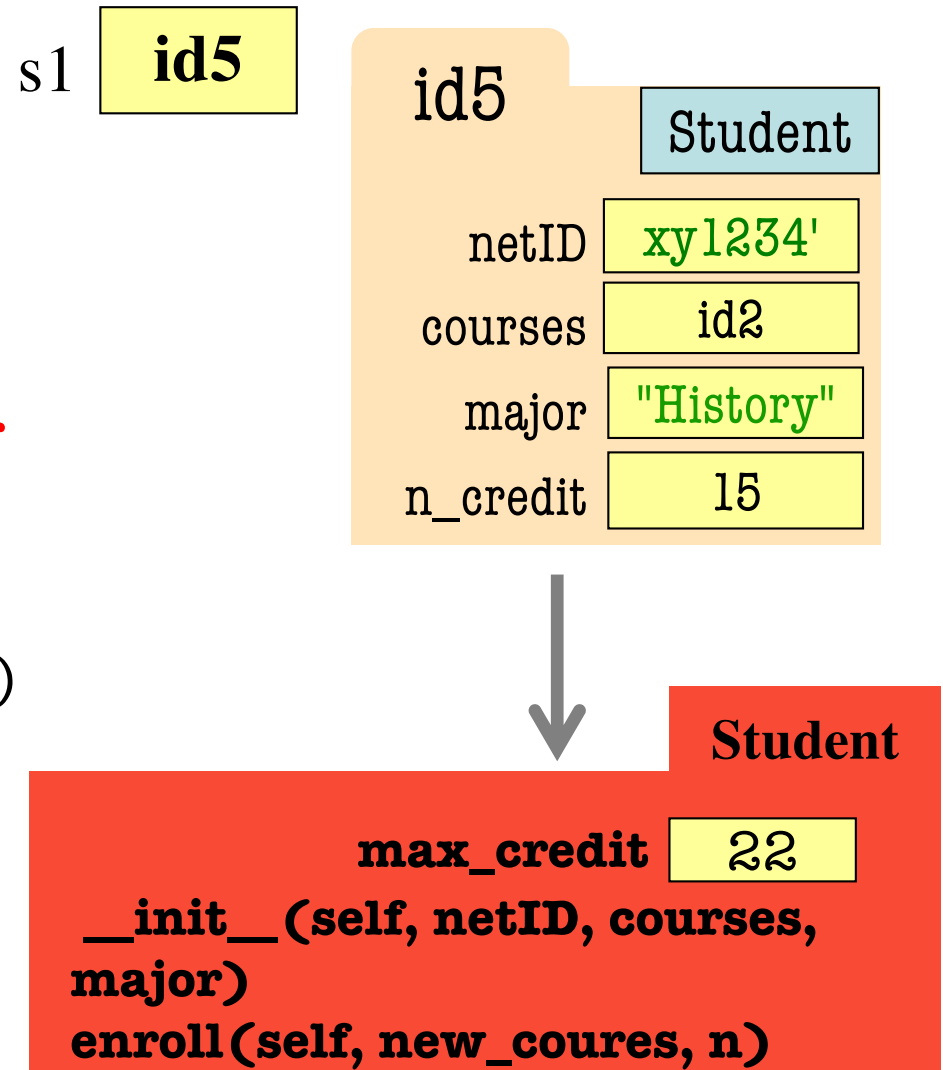 s1 id5
id5
Student
netID xy1234'
courses id2
major "History"
n_credit 15
.
)
Student
max_credit 22
__init__(self, netID, courses,
major)
enroll(self, new_coures, n)